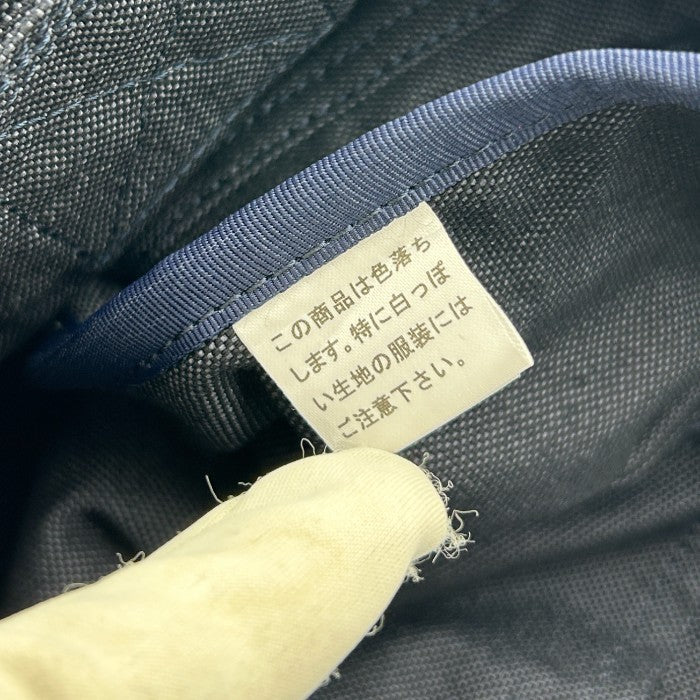 この商品は色落ち
します。特に白っぽ
い生地の服装には
ご注意下さい。